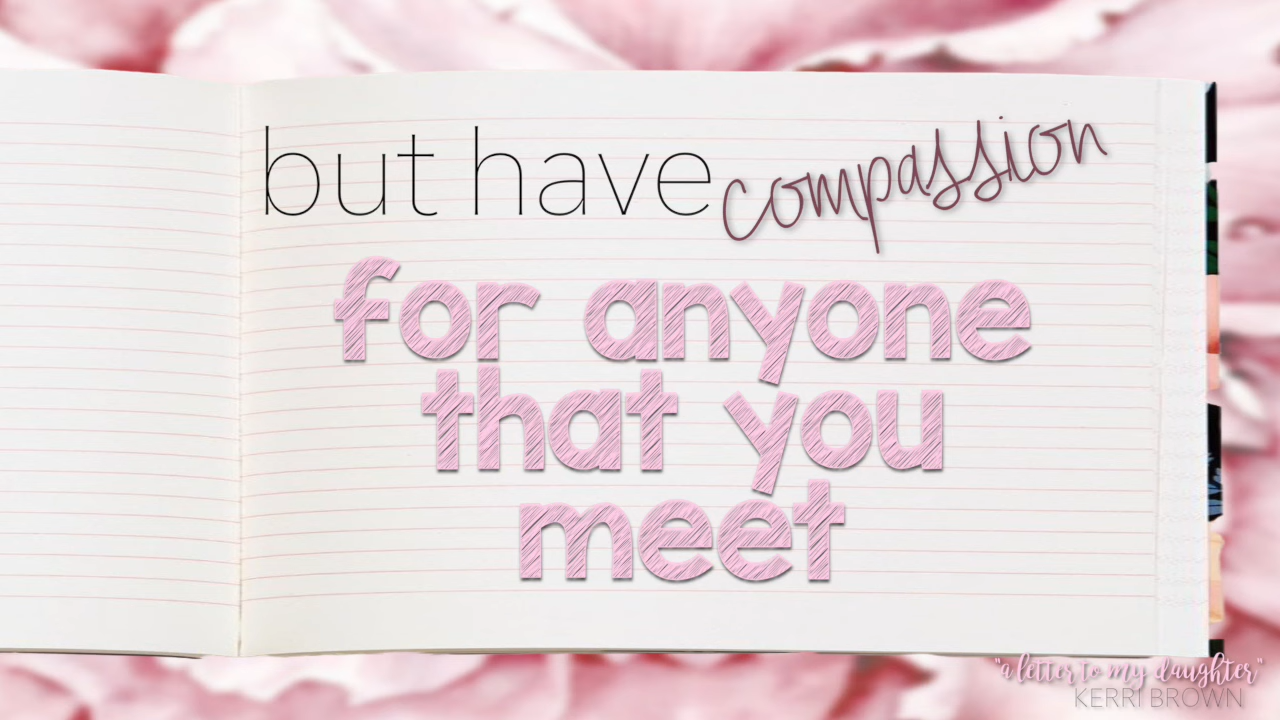 but have compassion
for anyone
that you
meet
"a letter to my daughter"
KERRI BROWN